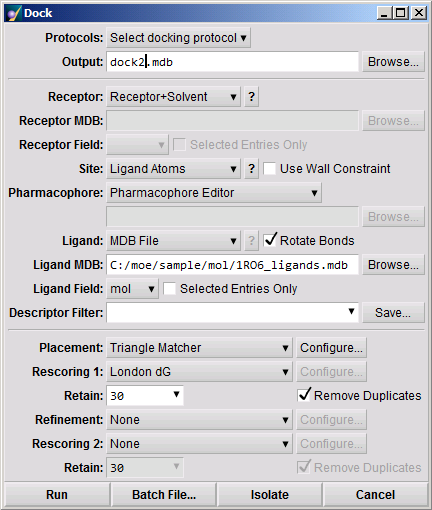 Dock
Protocols: Select docking protocol
Output: dock2.mdb Browse...
Receptor: Receptor+Solvent ?
Receptor MDB: Browse...
Receptor Field: Selected Entries Only
Site: Ligand Atoms ? Use Wall Constraint
Pharmacophore: Pharmacophore Editor
Browse...
Ligand: MDB File ? Rotate Bonds
Ligand MDB: C:/moe/sample/mol/1RO6_ligands.mdb Browse...
Ligand Field: mol Selected Entries Only
Descriptor Filter: Save...
Placement: Triangle Matcher Configure...
Rescoring 1: London dG Configure...
Retain: 30 Remove Duplicates
Refinement: None Configure...
Rescoring 2: None Configure...
Retain: 30 Remove Duplicates
Run Batch File... Isolate Cancel